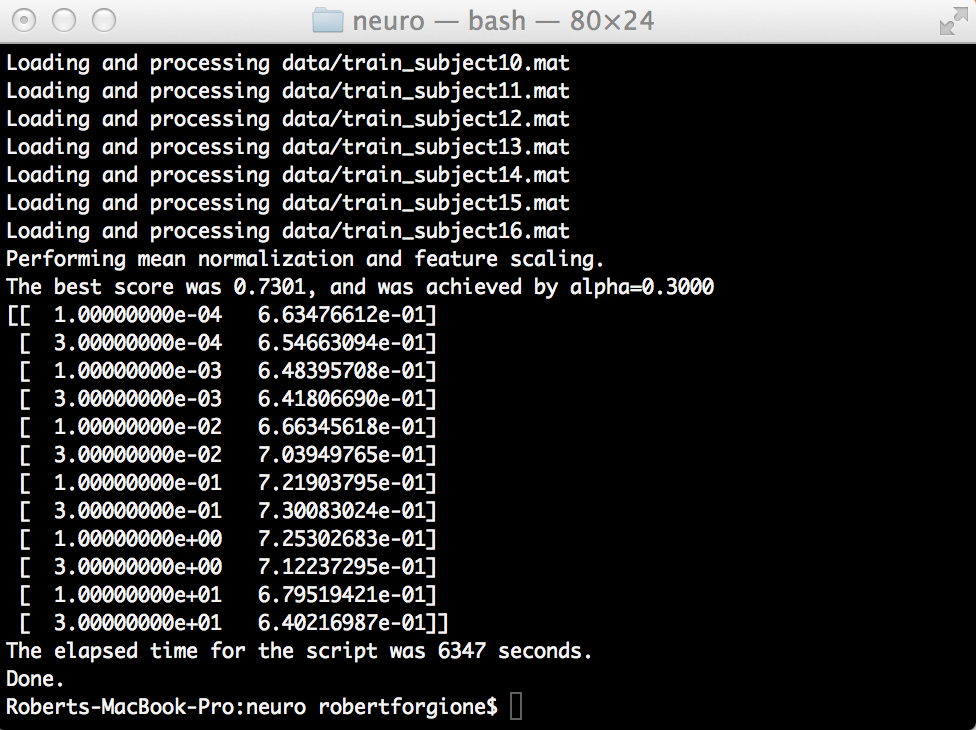 neuro — bash — 80×24
Loading and processing data/train_subject10.mat
Loading and processing data/train_subject11.mat
Loading and processing data/train_subject12.mat
Loading and processing data/train_subject13.mat
Loading and processing data/train_subject14.mat
Loading and processing data/train_subject15.mat
Loading and processing data/train_subject16.mat
Performing mean normalization and feature scaling.
The best score was 0.7301, and was achieved by alpha=0.3000
[[  1.00000000e-04   6.63476612e-01]
 [  3.00000000e-04   6.54663094e-01]
 [  1.00000000e-03   6.48395708e-01]
 [  3.00000000e-03   6.41806690e-01]
 [  1.00000000e-02   6.66345618e-01]
 [  3.00000000e-02   7.03949765e-01]
 [  1.00000000e-01   7.21903795e-01]
 [  3.00000000e-01   7.30083024e-01]
 [  1.00000000e+00   7.25302683e-01]
 [  3.00000000e+00   7.12237295e-01]
 [  1.00000000e+01   6.79519421e-01]
 [  3.00000000e+01   6.40216987e-01]]
The elapsed time for the script was 6347 seconds.
Done.
Roberts-MacBook-Pro:neuro robertforgione$